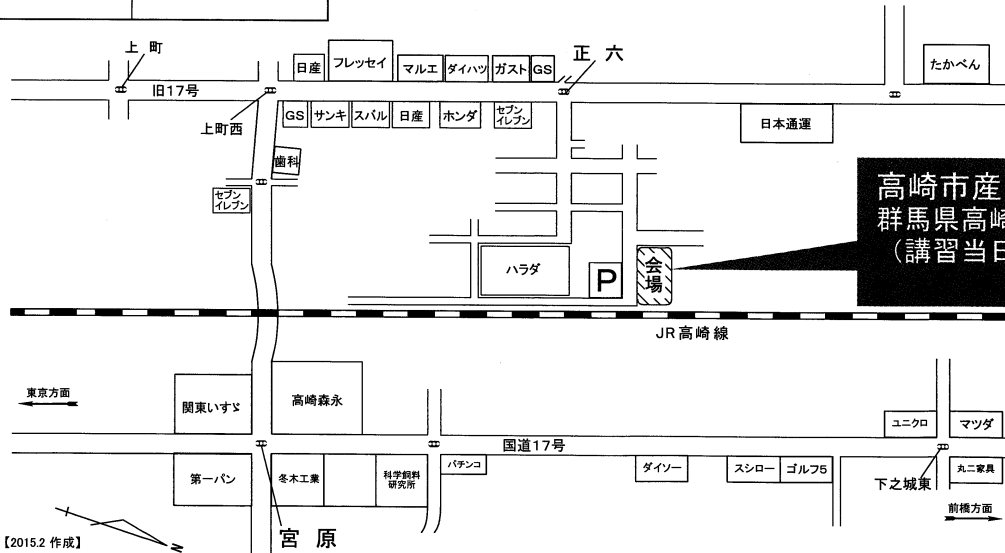 上 町
日産
フレッセイ
マルエ
ダイハツ
ガスト
GS
正 六
たかべん
旧17号
上町西
GS
サンキ
スバル
日産
ホンダ
セブン
イレブン
日本通運
歯科
セブン
イレブン
高崎市産
群馬県高崎
（講習当日
ハラダ
P
会場
JR高崎線
東京方面
関東いすゞ
高崎森永
ユニクロ
マツダ
国道17号
第一パン
冬木工業
科学飼料
研究所
パチンコ
ダイソー
スシロー
ゴルフ5
下之城東
丸二家具
前橋方面
宮 原
N
【2015.2 作成】